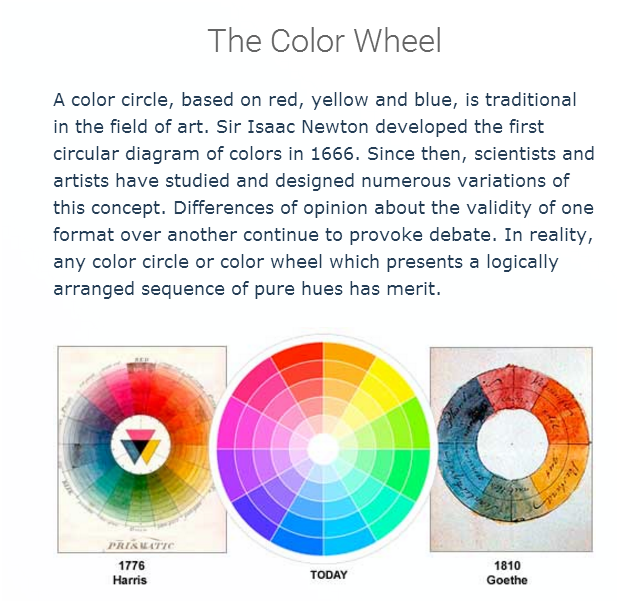 The Color Wheel
A color circle, based on red, yellow and blue, is traditional
in the field of art. Sir Isaac Newton developed the first
circular diagram of colors in 1666. Since then, scientists and
artists have studied and designed numerous variations of
this concept. Differences of opinion about the validity of one
format over another continue to provoke debate. In reality,
any color circle or color wheel which presents a logically
arranged sequence of pure hues has merit.
RED
PRISMATIC
1776
Harris
TODAY
1810
Goethe